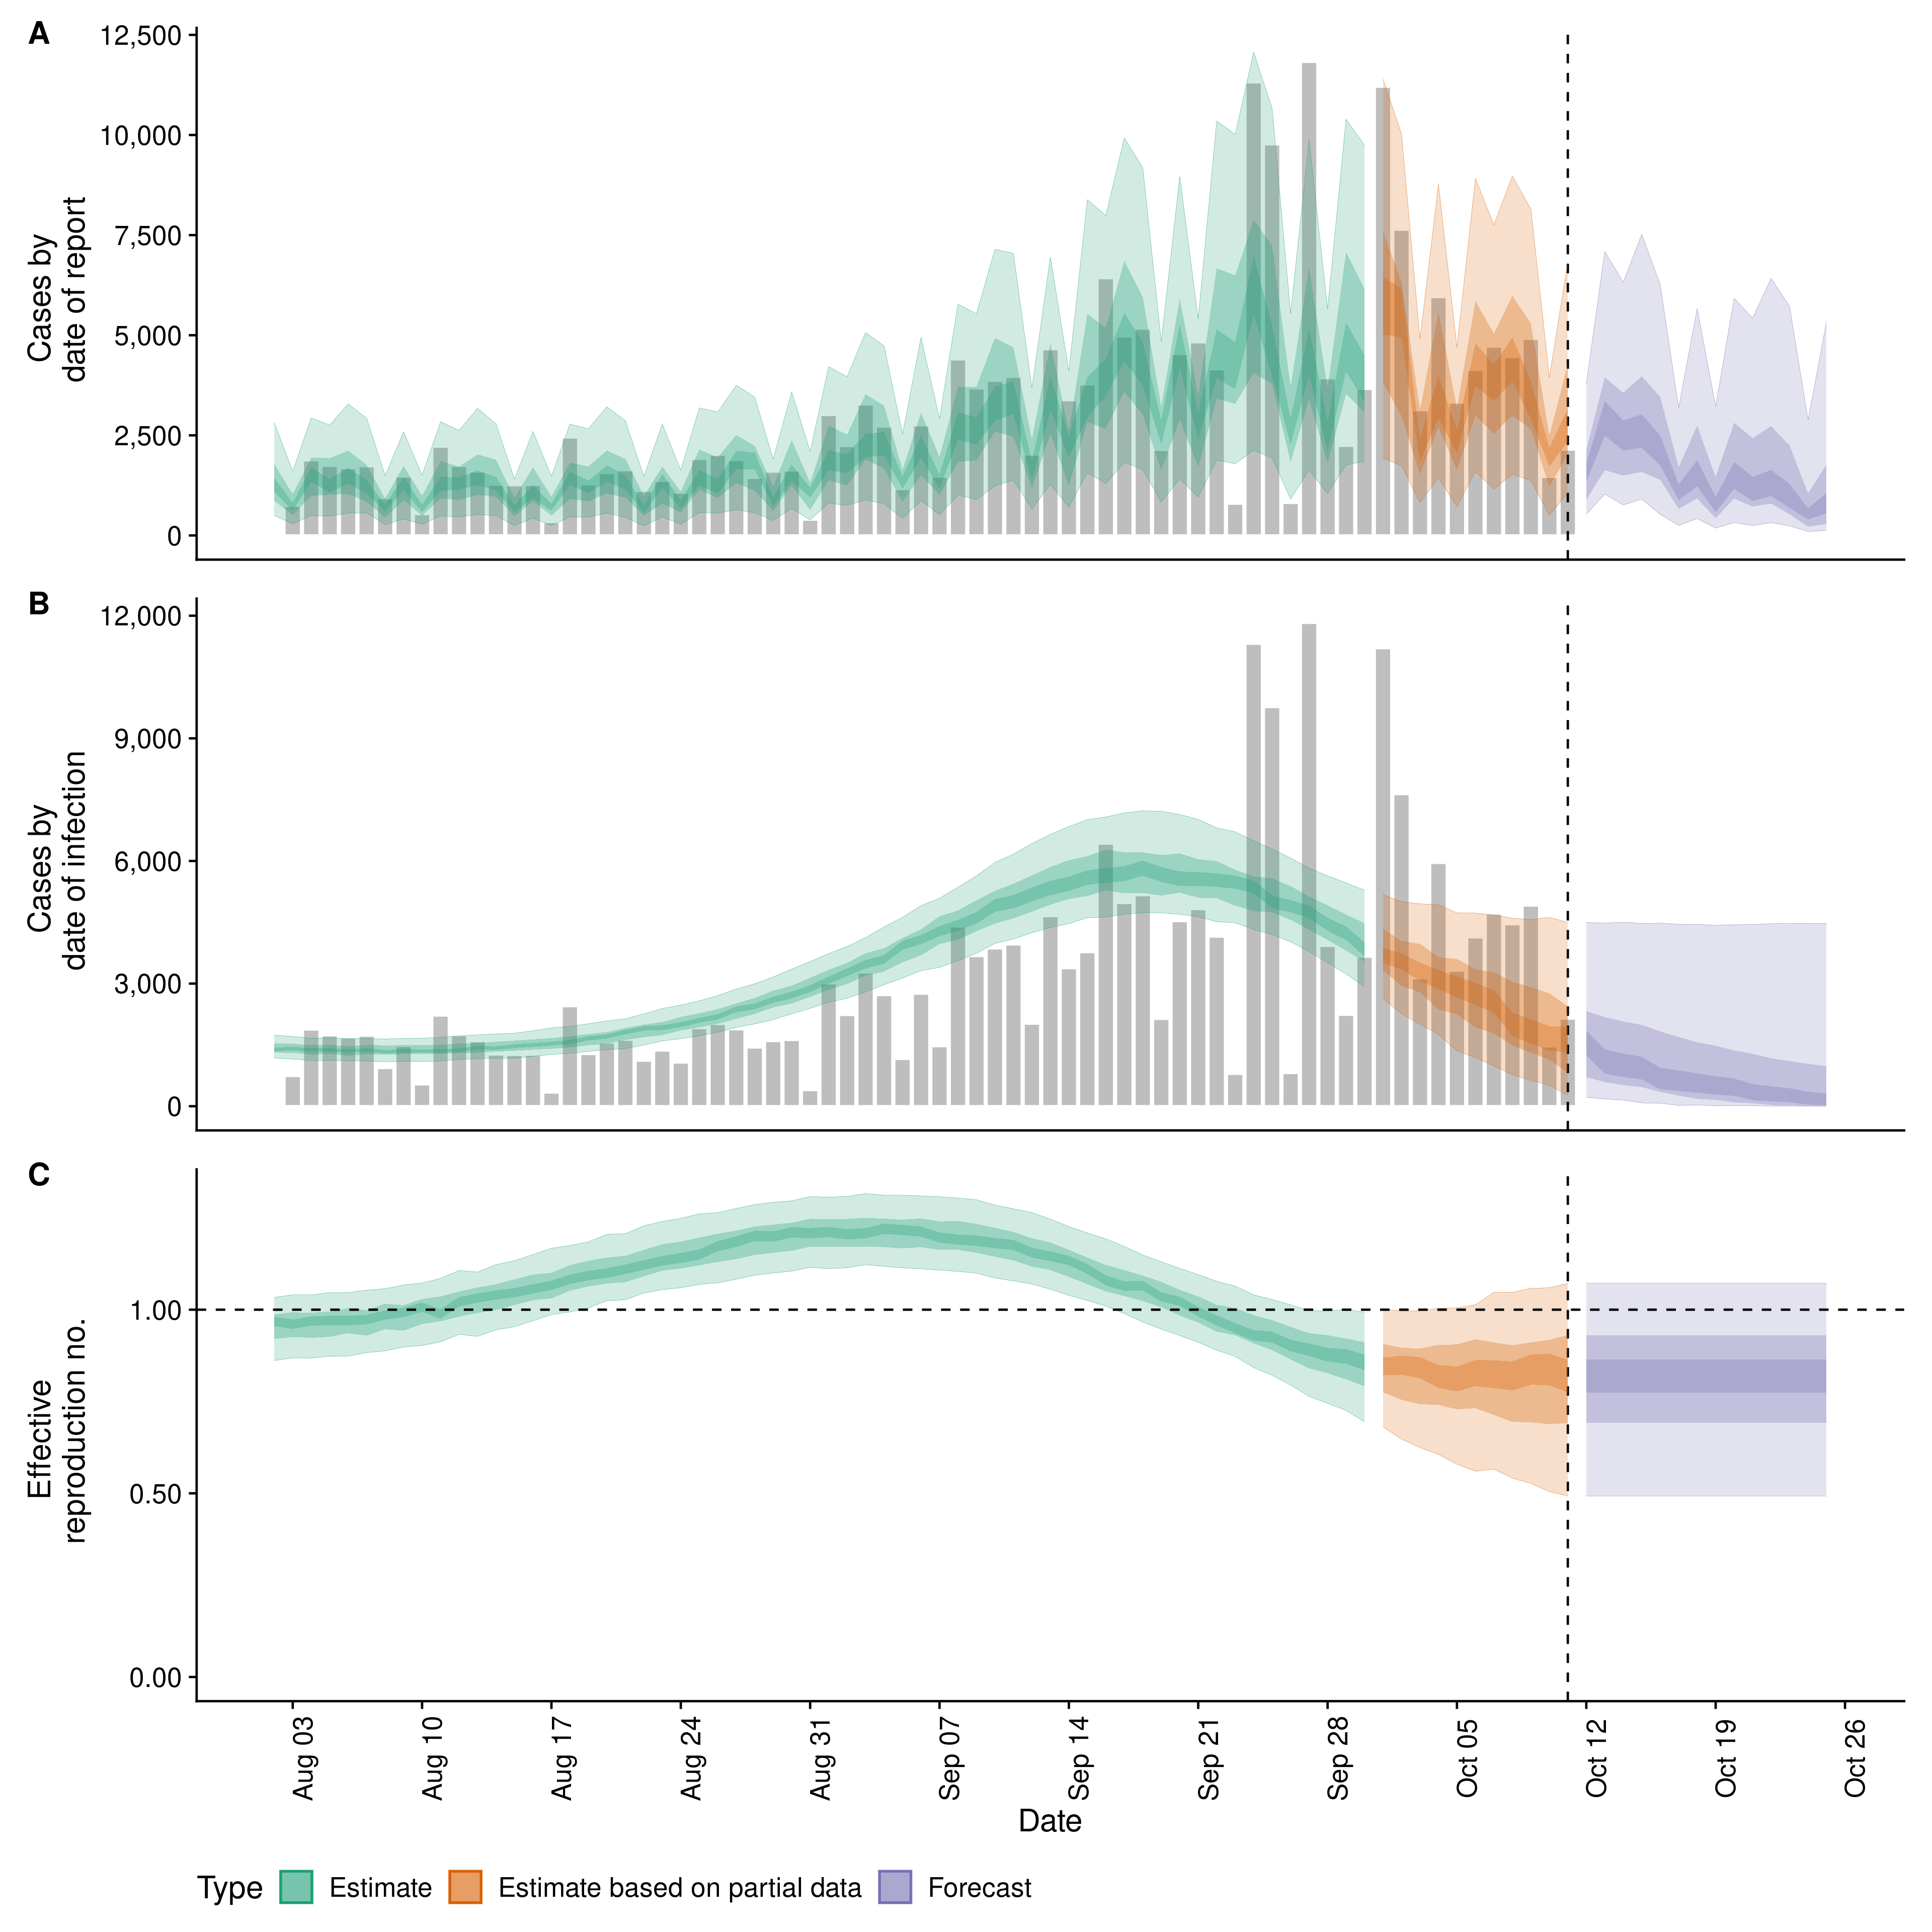 A
12,500
10,000
7,500
5,000
2,500
0
Cases by
date of report
B
12,000
9,000
6,000
3,000
0
Cases by
date of infection
C
1.00
0.50
0.00
Effective
reproduction no.
Aug 03
Aug 10
Aug 17
Aug 24
Aug 31
Sep 07
Sep 14
Sep 21
Sep 28
Oct 05
Oct 12
Oct 19
Oct 26
Date
Type Estimate Estimate based on partial data Forecast